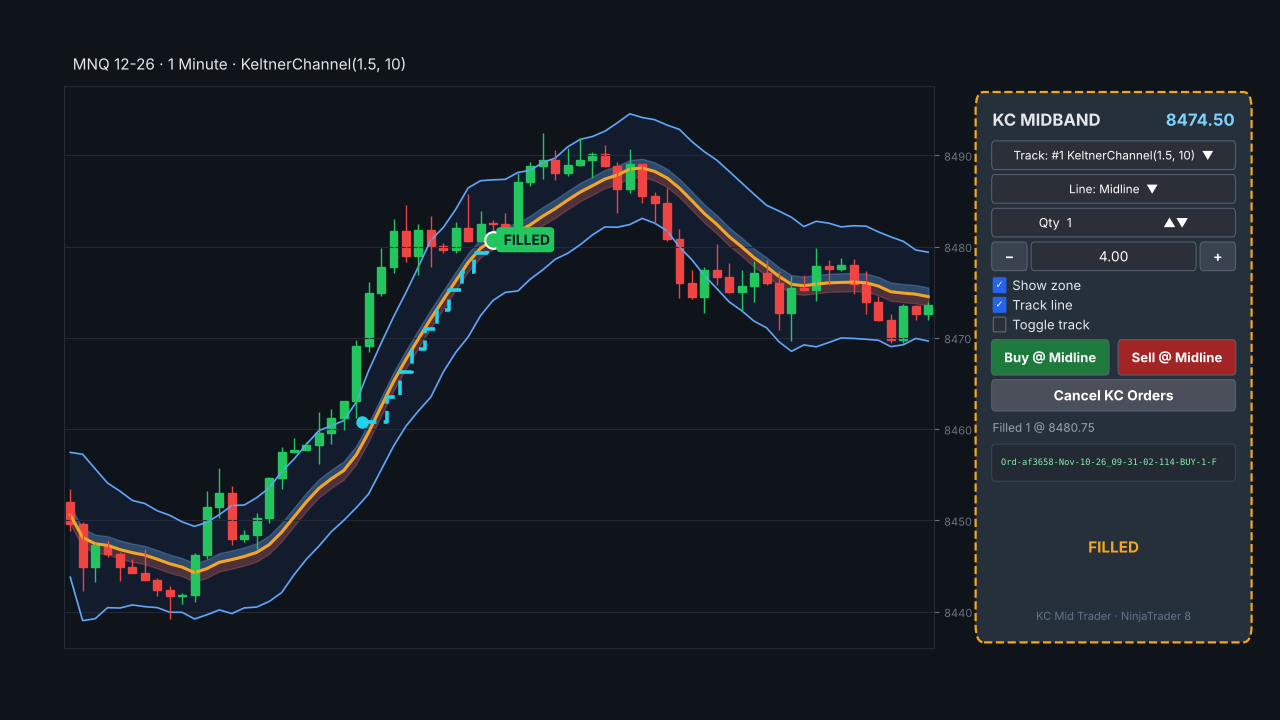 MNQ 12-26 · 1 Minute · KeltnerChannel(1.5, 10)
8490
8480
8470
8460
8450
8440
FILLED
KC MIDBAND 8474.50
Track: #1 KeltnerChannel(1.5, 10) ▼
Line: Midline ▼
Qty 1 ▲▼
− 4.00 +
Show zone
Track line
Toggle track
Buy @ Midline Sell @ Midline
Cancel KC Orders
Filled 1 @ 8480.75
Ord-af3658-Nov-10-26_09-31-02-114-BUY-1-F
FILLED
KC Mid Trader · NinjaTrader 8